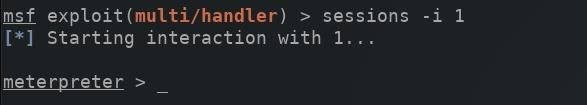 msf exploit(multi/handler) > sessions -i 1
[*] Starting interaction with 1...
meterpreter > _